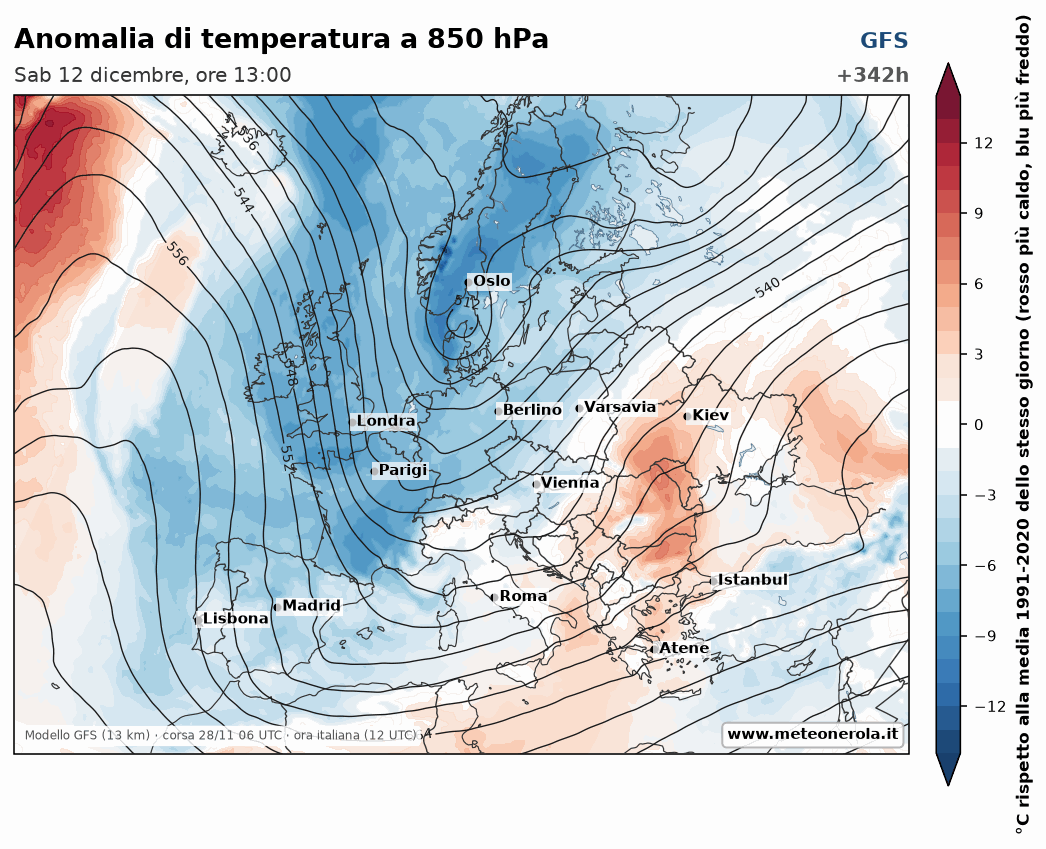 Anomalia di temperatura a 850 hPa
GFS
Sab 12 dicembre, ore 13:00
+342h
536
544
556
540
512
548
552
Oslo
Londra
Berlino
Varsavia
Kiev
Parigi
Vienna
Istanbul
Roma
Madrid
Lisbona
Atene
Modello GFS (13 km) · corsa 28/11 06 UTC · ora italiana (12 UTC)
www.meteonerola.it
12
9
6
3
0
−3
−6
−9
−12
°C rispetto alla media 1991-2020 dello stesso giorno (rosso più caldo, blu più freddo)